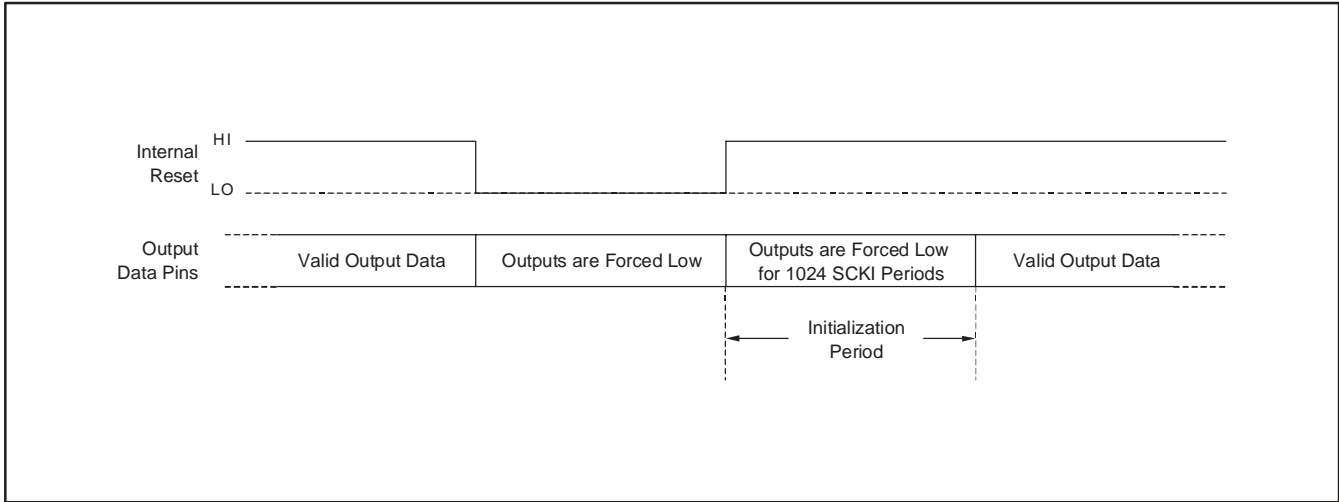 HI
Internal
Reset
LO
Output
Data Pins
Valid Output Data
Outputs are Forced Low
Outputs are Forced Low
for 1024 SCKI Periods
Valid Output Data
Initialization
Period